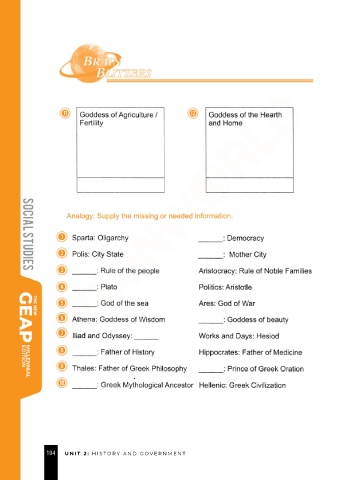 BRAIN
BLITZERS
11 Goddess of Agriculture / Fertility
12 Goddess of the Hearth and Home
SOCIAL STUDIES
THE NEW
GEAP
MILLENNIAL
EDITION
Analogy: Supply the missing or needed information.
1 Sparta: Oligarchy ______: Democracy
2 Polis: City State ______: Mother City
3 ______: Rule of the people Aristocracy: Rule of Noble Families
4 ______: Plato Politics: Aristotle
5 ______: God of the sea Ares: God of War
6 Athena: Goddess of Wisdom ______: Goddess of beauty
7 Iliad and Odyssey: ______ Works and Days: Hesiod
8 ______: Father of History Hippocrates: Father of Medicine
9 Thales: Father of Greek Philosophy ______: Prince of Greek Oration
10 ______: Greek Mythological Ancestor Hellenic: Greek Civilization
104 UNIT 2: HISTORY AND GOVERNMENT